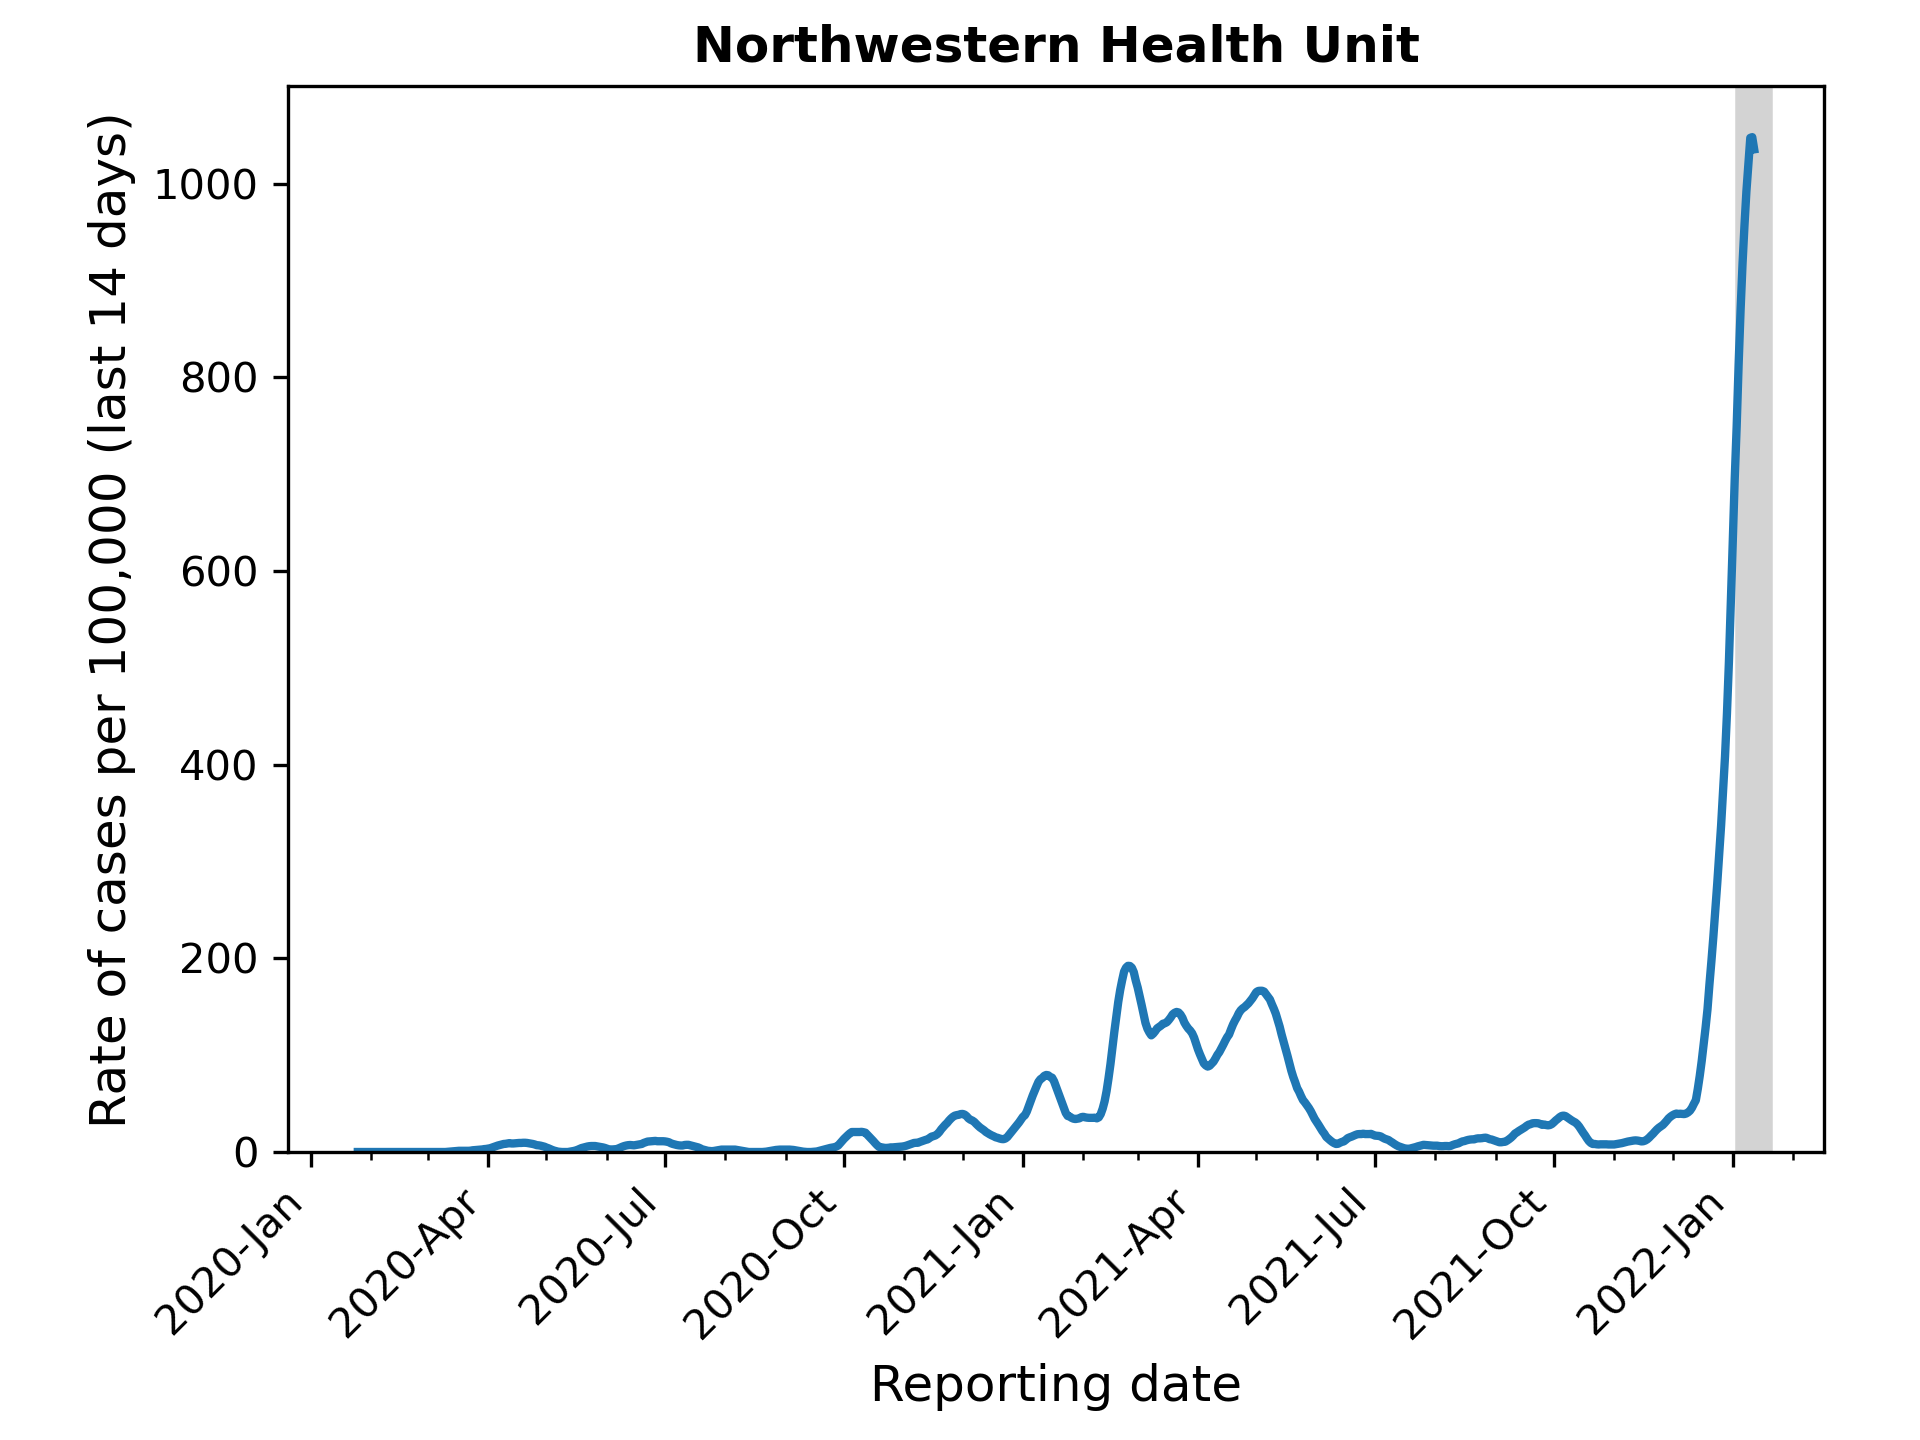 Northwestern Health Unit
Rate of cases per 100,000 (last 14 days)
1000
800
600
400
200
0
2020-Jan
2020-Apr
2020-Jul
2020-Oct
2021-Jan
2021-Apr
2021-Jul
2021-Oct
2022-Jan
Reporting date